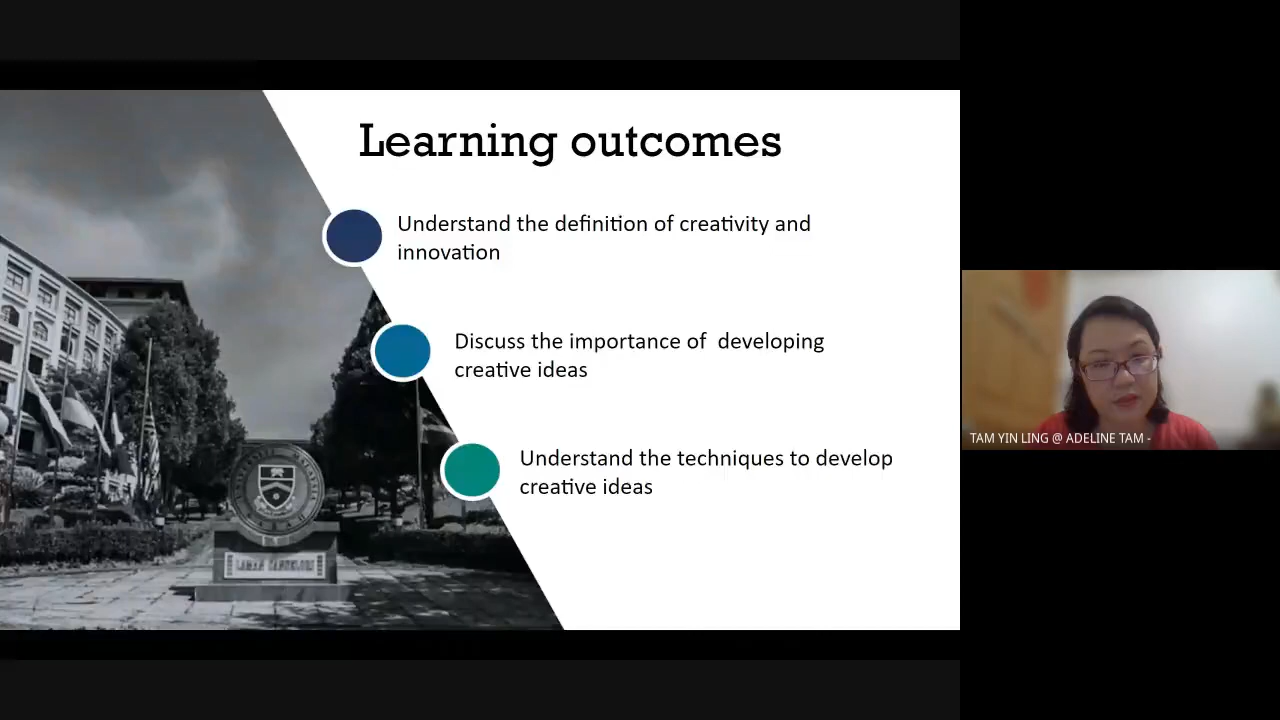 Learning outcomes
Understand the definition of creativity and
innovation
Discuss the importance of  developing
creative ideas
Understand the techniques to develop
creative ideas
TAM YIN LING @ ADELINE TAM -